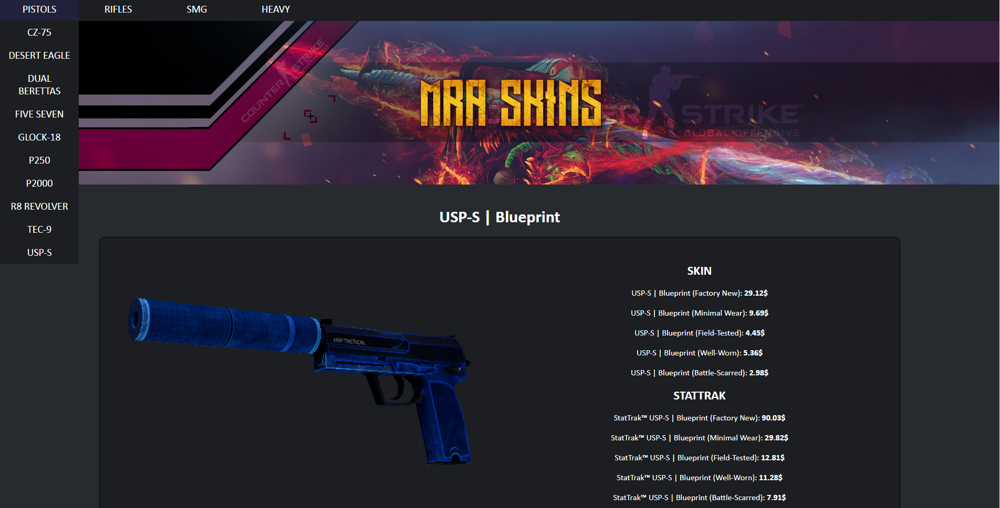 PISTOLS
RIFLES
SMG
HEAVY
CZ-75
DESERT EAGLE
DUAL
BERETTAS
FIVE SEVEN
GLOCK-18
P250
P2000
R8 REVOLVER
TEC-9
USP-S
COUNTER STRIKE
MRA SKINS
ER STRIKE
GLOBAL OFFENSIVE
USP-S | Blueprint
USP TACTICAL
SKIN
USP-S | Blueprint (Factory New): 29.12$
USP-S | Blueprint (Minimal Wear): 9.69$
USP-S | Blueprint (Field-Tested): 4.45$
USP-S | Blueprint (Well-Worn): 5.36$
USP-S | Blueprint (Battle-Scarred): 2.98$
STATTRAK
StatTrak™ USP-S | Blueprint (Factory New): 90.03$
StatTrak™ USP-S | Blueprint (Minimal Wear): 29.82$
StatTrak™ USP-S | Blueprint (Field-Tested): 12.81$
StatTrak™ USP-S | Blueprint (Well-Worn): 11.28$
StatTrak™ USP-S | Blueprint (Battle-Scarred): 7.91$